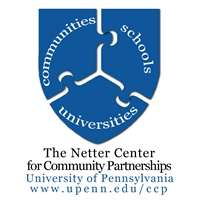 communities
schools
universities
The Netter Center
for Community Partnerships
University of Pennsylvania
www.upenn.edu/ccp